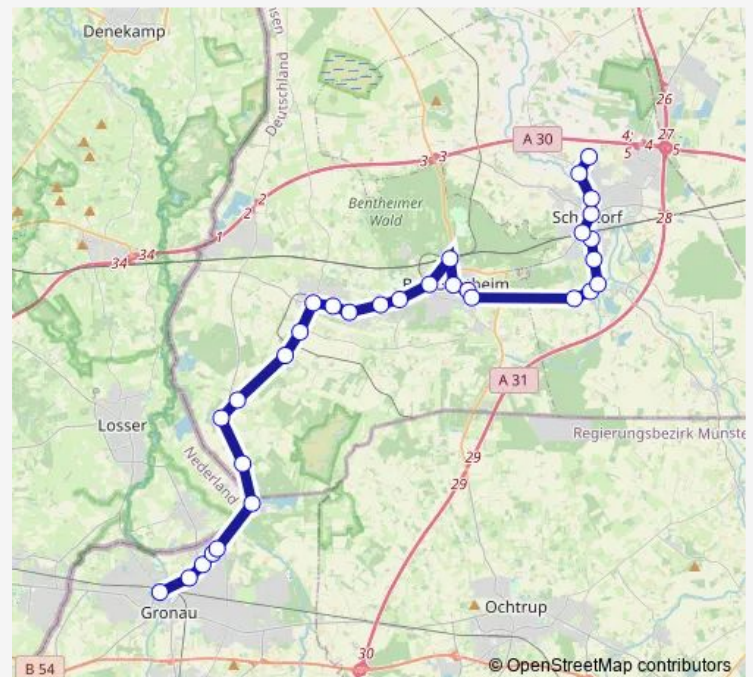 Denekamp
Deutschland
A 30
26
27
4;
5
4
5
3
3
Bentheimer
Wald
2
2
1
34
34
28
A 31
Losser
Nederland
Regierungsbezirk Münste
29
29
Gronau
Ochtrup
30
B 54
© OpenStreetMap contributors